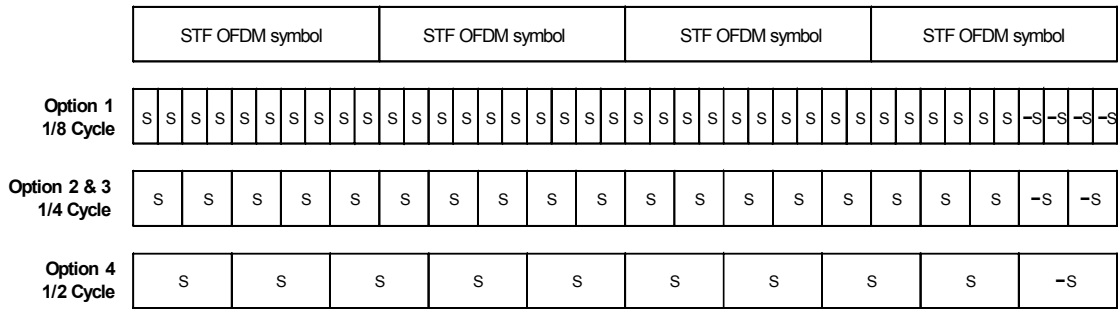 STF OFDM symbol STF OFDM symbol STF OFDM symbol STF OFDM symbol
Option 1
1/8 Cycle
S S S S S S S S S S S S S S S S S S S S S S S S S S S S S S S S S S S S −S −S −S −S
Option 2 & 3
1/4 Cycle
S S S S S S S S S S S S S S S S S S −S −S
Option 4
1/2 Cycle
S S S S S S S S S −S